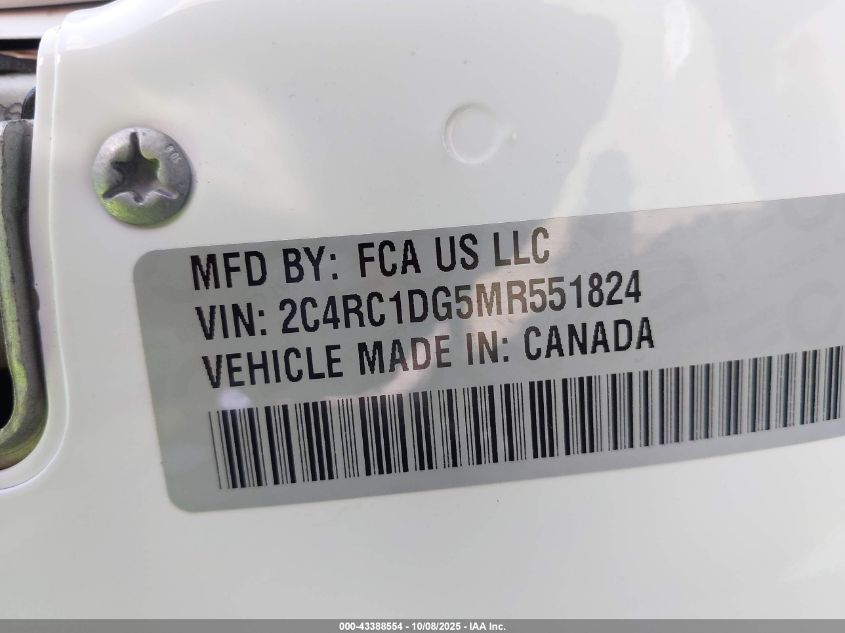 MFD BY: FCA US LLC
VIN: 2C4RC1DG5MR551824
VEHICLE MADE IN: CANADA
000-43388554 | 10/08/2025 - IAA Inc.